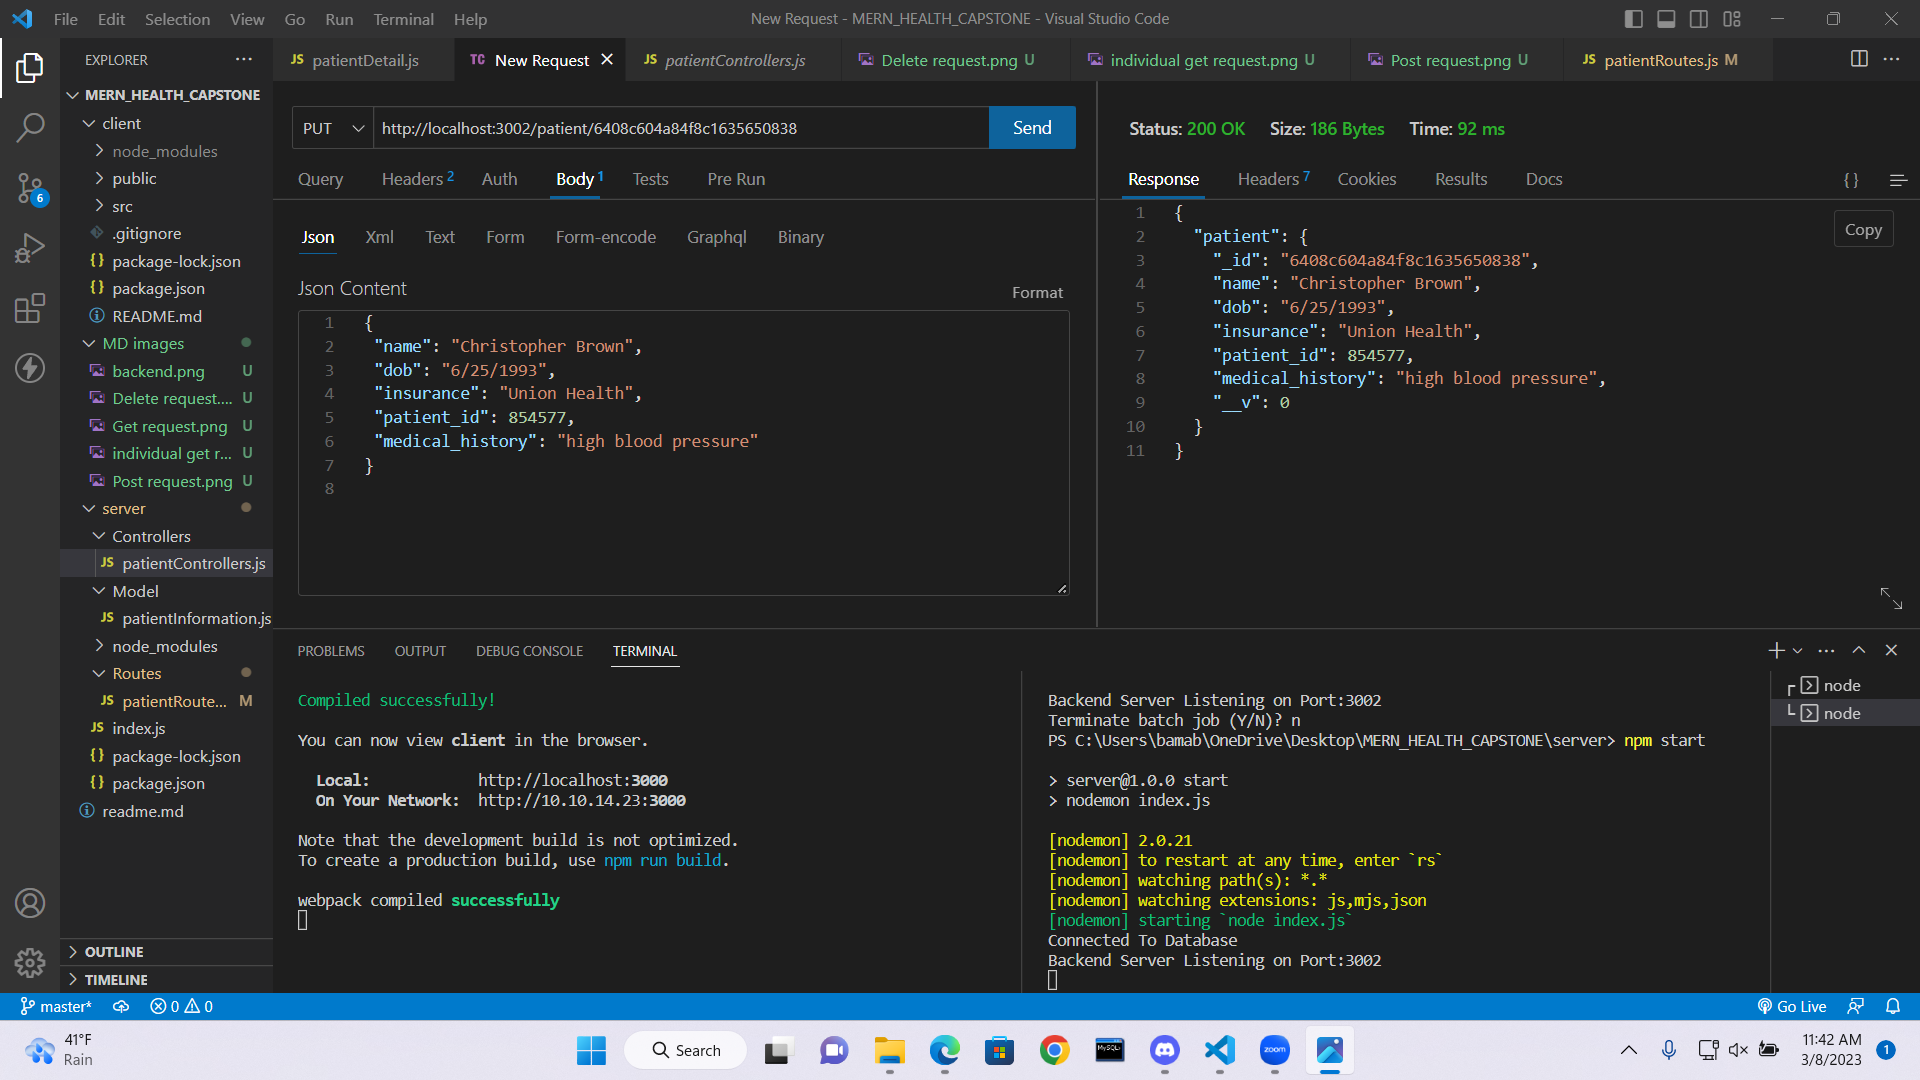 File Edit Selection View Go Run Terminal Help
New Request - MERN_HEALTH_CAPSTONE - Visual Studio Code
EXPLORER
JS patientDetail.js
TC New Request
JS patientControllers.js
Delete request.png U
individual get request.png U
Post request.png U
JS patientRoutes.js M
MERN_HEALTH_CAPSTONE
client
node_modules
public
src
.gitignore
{} package-lock.json
{} package.json
README.md
MD images
backend.png U
Delete request.... U
Get request.png U
individual get r... U
Post request.png U
server
Controllers
JS patientControllers.js
Model
JS patientInformation.js
node_modules
Routes
JS patientRoute... M
JS index.js
{} package-lock.json
{} package.json
readme.md
OUTLINE
TIMELINE
6
PUT http://localhost:3002/patient/6408c604a84f8c1635650838 Send
Query Headers 2 Auth Body 1 Tests Pre Run
Json Xml Text Form Form-encode Graphql Binary
Json Content
Format
1 {
2 "name": "Christopher Brown",
3 "dob": "6/25/1993",
4 "insurance": "Union Health",
5 "patient_id": 854577,
6 "medical_history": "high blood pressure"
7 }
8
Status: 200 OK Size: 186 Bytes Time: 92 ms
Response Headers 7 Cookies Results Docs { }
Copy
1 {
2 "patient": {
3 "_id": "6408c604a84f8c1635650838",
4 "name": "Christopher Brown",
5 "dob": "6/25/1993",
6 "insurance": "Union Health",
7 "patient_id": 854577,
8 "medical_history": "high blood pressure",
9 "__v": 0
10 }
11 }
PROBLEMS OUTPUT DEBUG CONSOLE TERMINAL
Compiled successfully!
You can now view client in the browser.
Local: http://localhost:3000
On Your Network: http://10.10.14.23:3000
Note that the development build is not optimized.
To create a production build, use npm run build.
webpack compiled successfully
Backend Server Listening on Port:3002
Terminate batch job (Y/N)? n
PS C:\Users\bamab\OneDrive\Desktop\MERN_HEALTH_CAPSTONE\server> npm start
> server@1.0.0 start
> nodemon index.js
[nodemon] 2.0.21
[nodemon] to restart at any time, enter `rs`
[nodemon] watching path(s): *.*
[nodemon] watching extensions: js,mjs,json
[nodemon] starting `node index.js`
Connected To Database
Backend Server Listening on Port:3002
node
node
master* 0 0
Go Live
41°F
Rain
Search
MySQL
zoom
11:42 AM
3/8/2023
1